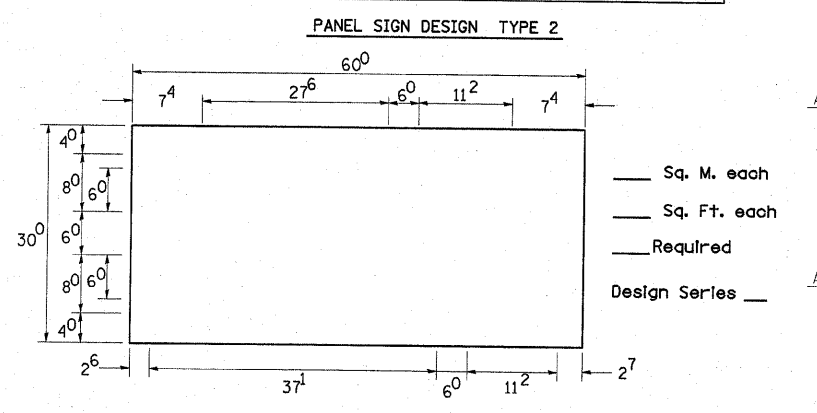 PANEL SIGN DESIGN TYPE 2
60⁰
7⁴ 27⁶ 6⁰ 11² 7⁴
4⁰
8⁰ 6⁰
30⁰ 6⁰
8⁰ 6⁰
4⁰
2⁶ 37¹ 6⁰ 11² 2⁷
___ Sq. M. each
___ Sq. Ft. each
___ Required
Design Series ___